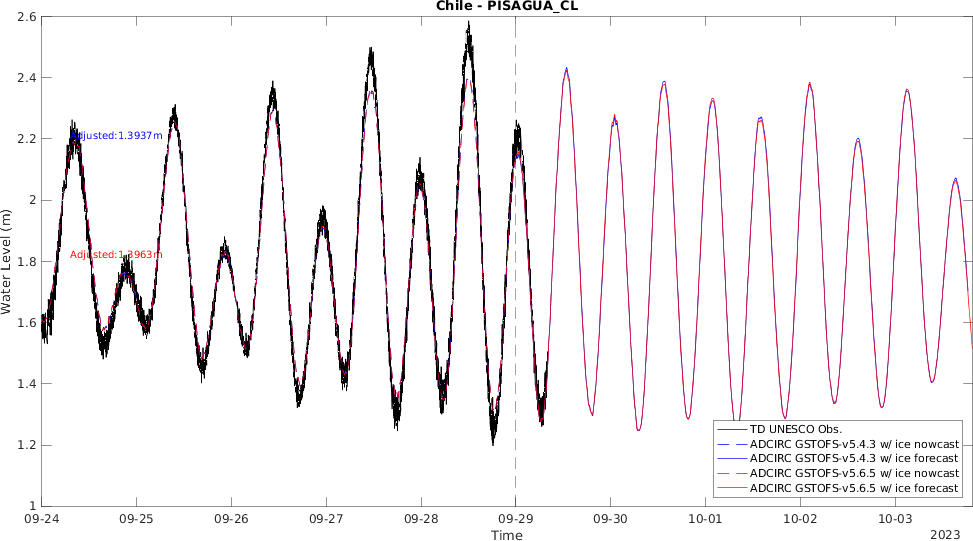 Chile - PISAGUA_CL
Water Level (m)
2.6
2.4
2.2
2
1.8
1.6
1.4
1.2
1
Adjusted:1.3937m
Adjusted:1.3963m
TD UNESCO Obs.
ADCIRC GSTOFS-v5.4.3 w/ ice nowcast
ADCIRC GSTOFS-v5.4.3 w/ ice forecast
ADCIRC GSTOFS-v5.6.5 w/ ice nowcast
ADCIRC GSTOFS-v5.6.5 w/ ice forecast
09-24 09-25 09-26 09-27 09-28 09-29 09-30 10-01 10-02 10-03
Time
2023